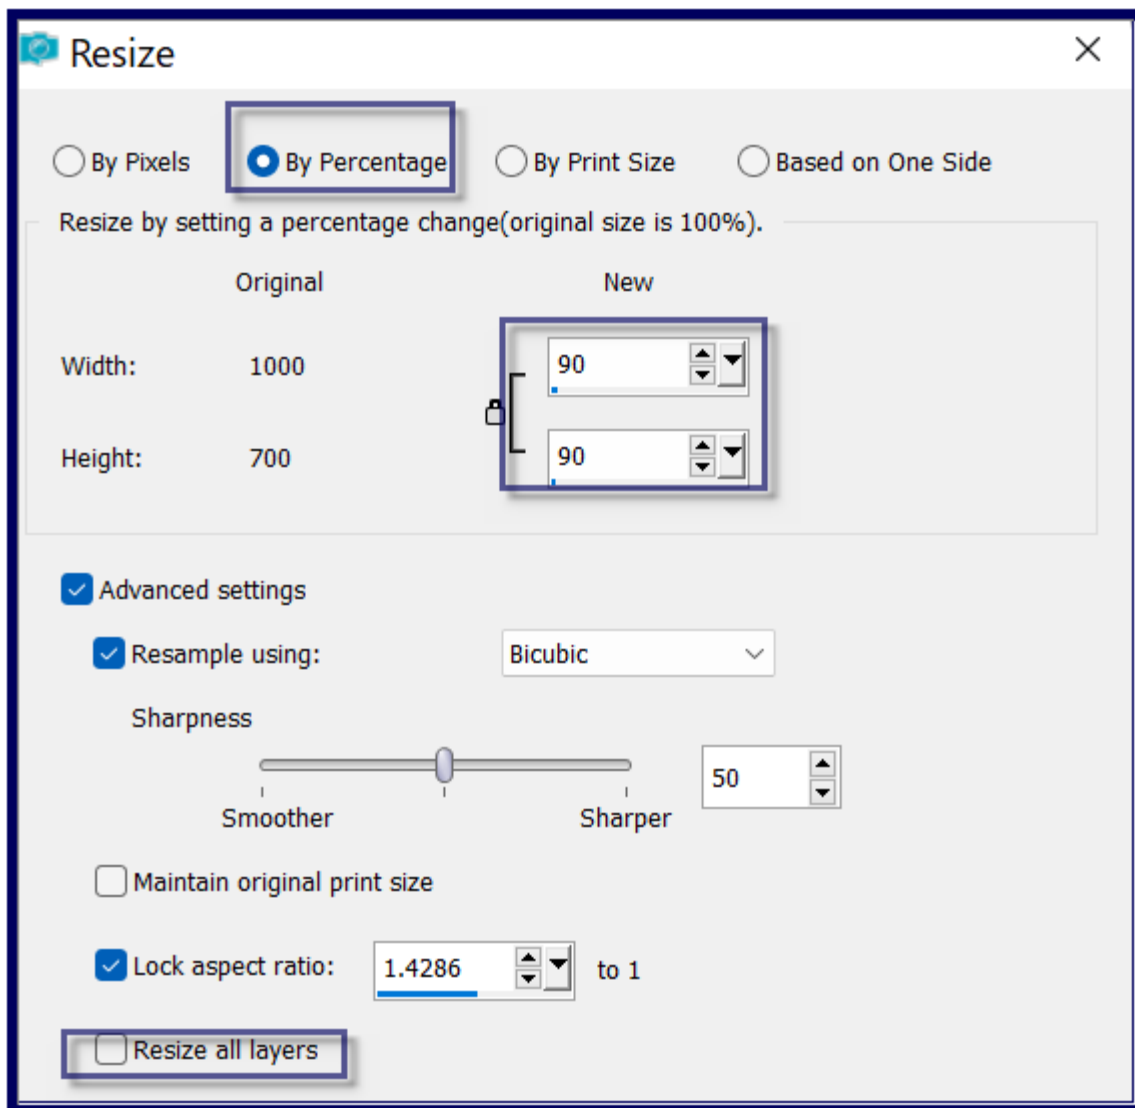 Resize
By Pixels By Percentage By Print Size Based on One Side
Resize by setting a percentage change(original size is 100%).
Original New
Width: 1000 90
Height: 700 90
Advanced settings
Resample using: Bicubic
Sharpness
50
Smoother Sharper
Maintain original print size
Lock aspect ratio: 1.4286 to 1
Resize all layers